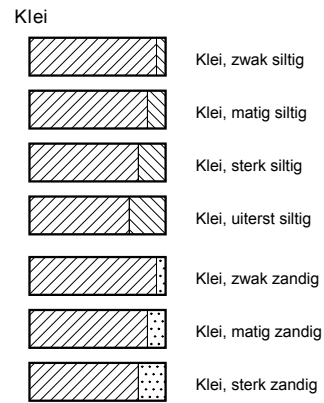 Klei
Klei, zwak siltig
Klei, matig siltig
Klei, sterk siltig
Klei, uiterst siltig
Klei, zwak zandig
Klei, matig zandig
Klei, sterk zandig